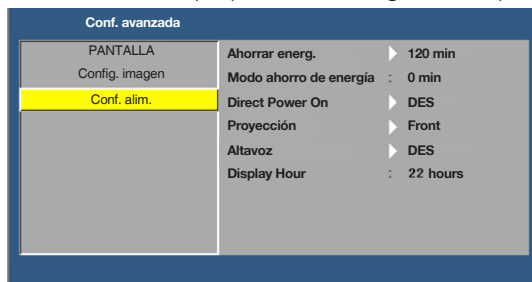 Conf. avanzada
PANTALLA
Config. imagen
Conf. alim.
Ahorrar energ. 120 min
Modo ahorro de energía : 0 min
Direct Power On DES
Proyección Front
Altavoz DES
Display Hour : 22 hours